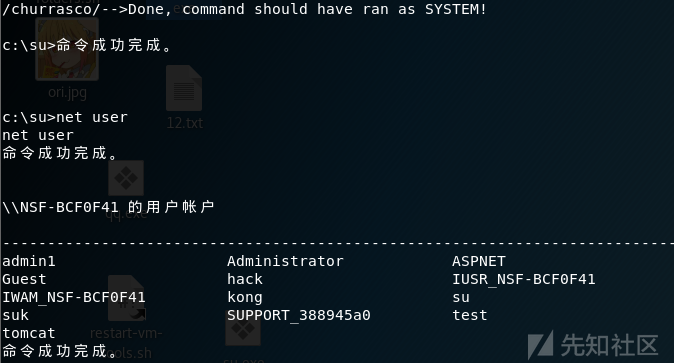 /churrasco/-->Done, command should have ran as SYSTEM!
c:\su>命令成功完成。
ori.jpg
12.txt
c:\su>net user
net user
命令成功完成。
\\NSF-BCF0F41 的用户帐户
-------------------------------------------------------------------------------
admin1 Administrator ASPNET
Guest hack IUSR_NSF-BCF0F41
IWAM_NSF-BCF0F41 kong su
suk SUPPORT_388945a0 test
tomcat
restart-vm-
命令成功完成。
先知社区